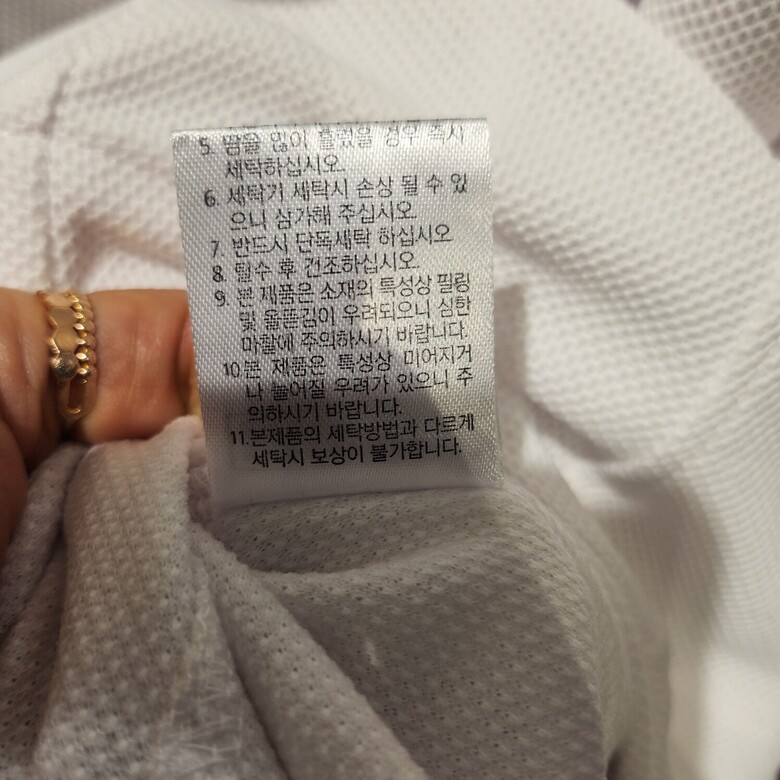 5. 땀을 많이 흘렸을 경우 즉시
세탁하십시오.
6. 세탁기 세탁시 손상 될 수 있
으니 삼가해 주십시오.
7. 반드시 단독세탁 하십시오
8. 탈수 후 건조하십시오.
9. 본 제품은 소재의 특성상 필링
및 올뜯김이 우려되오니 심한
마찰에 주의하시기 바랍니다.
10.본 제품은 특성상 미어지거
나 늘어질 우려가 있으니 주
의하시기 바랍니다.
11.본제품의 세탁방법과 다르게
세탁시 보상이 불가합니다.